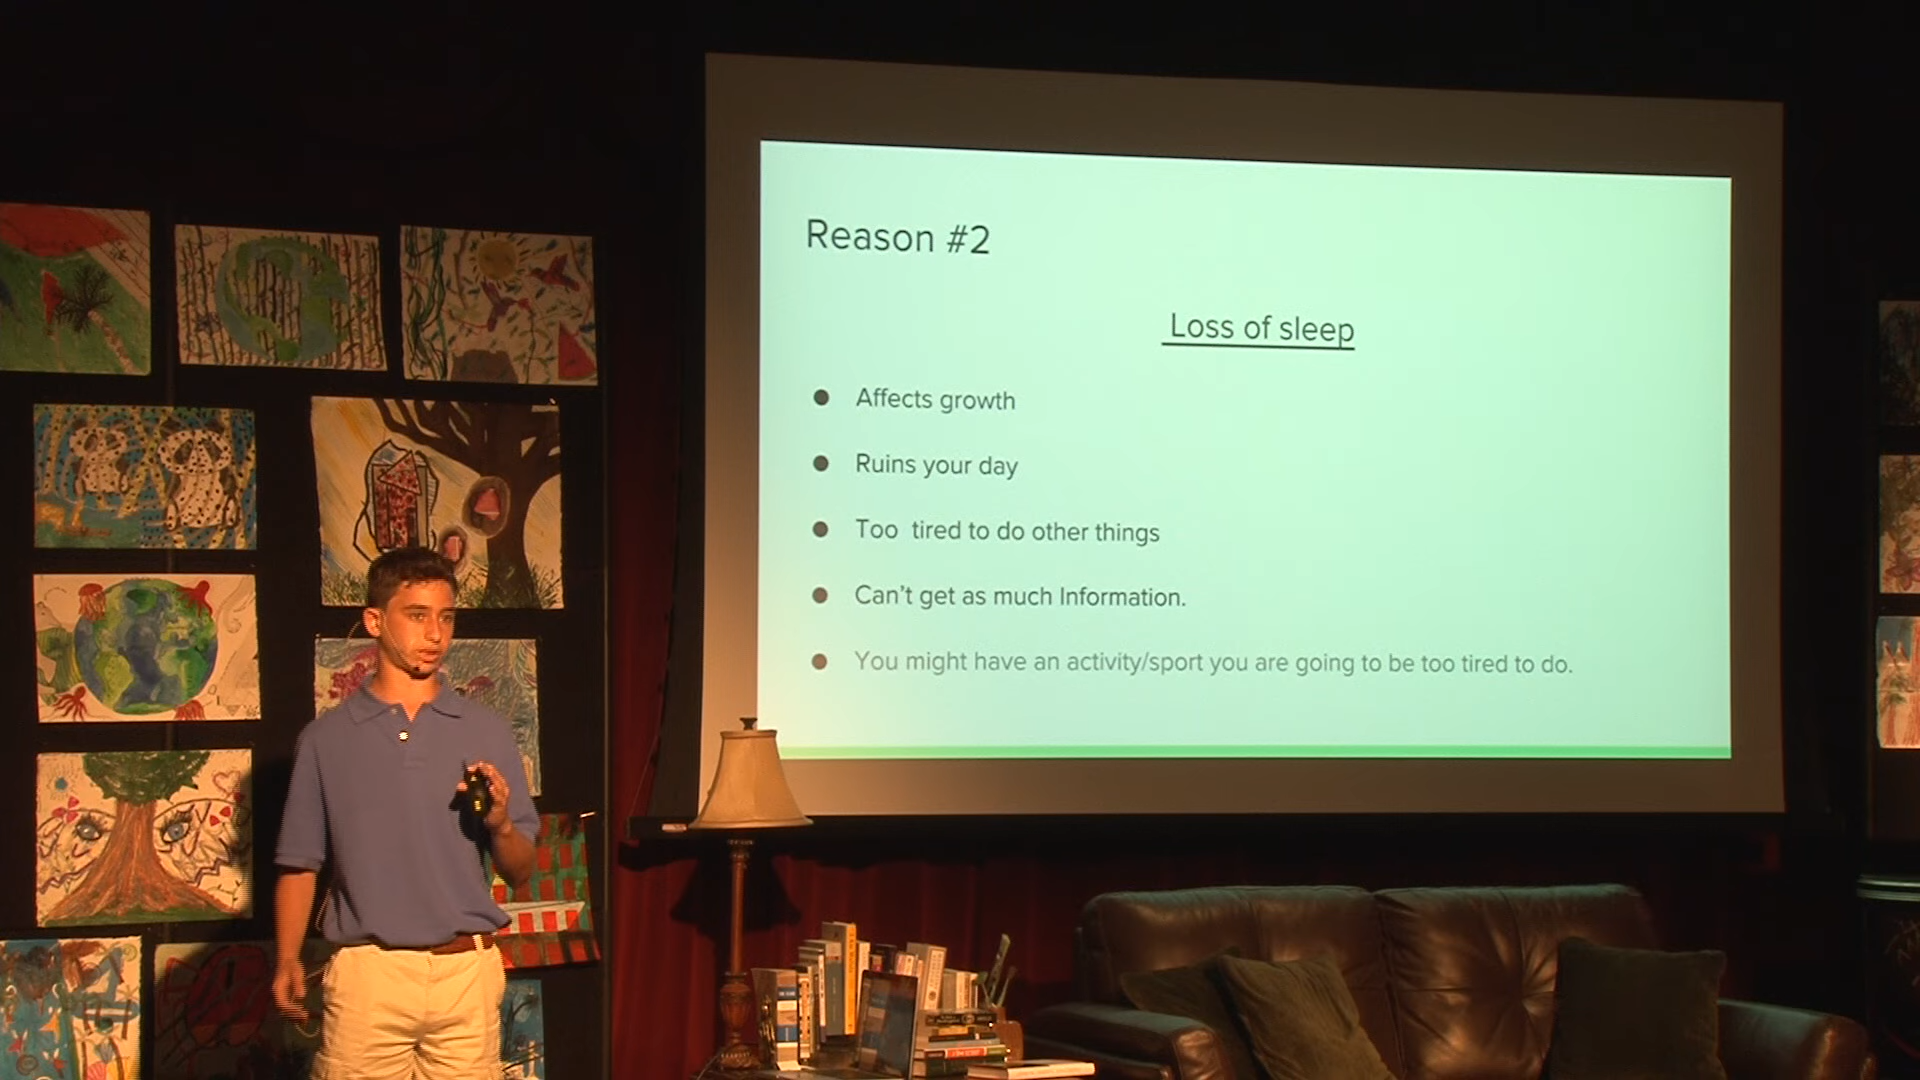 Reason #2
Loss of sleep
● Affects growth
● Ruins your day
● Too tired to do other things
● Can't get as much Information.
● You might have an activity/sport you are going to be too tired to do.